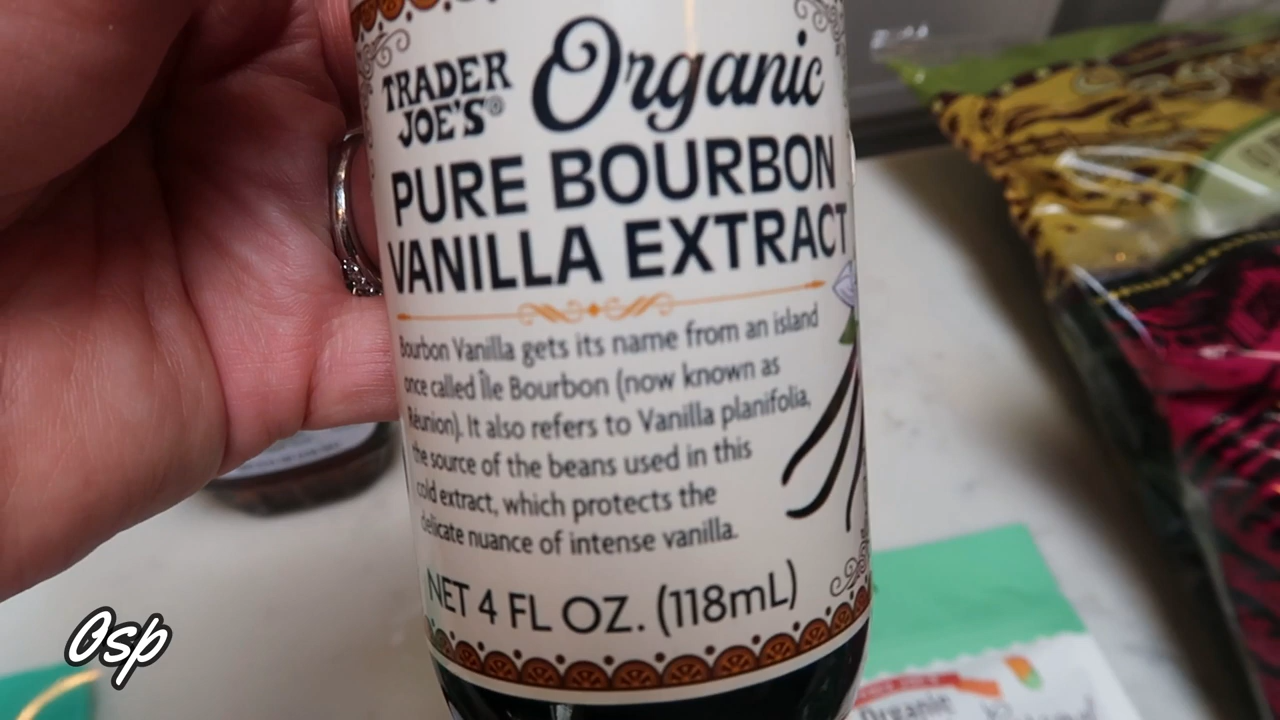 TRADER
JOE'S®
Organic
PURE BOURBON
VANILLA EXTRACT
Bourbon Vanilla gets its name from an island
once called Île Bourbon (now known as
Réunion). It also refers to Vanilla planifolia,
the source of the beans used in this
cold extract, which protects the
delicate nuance of intense vanilla.
NET 4 FL OZ. (118mL)
Osp
Organic